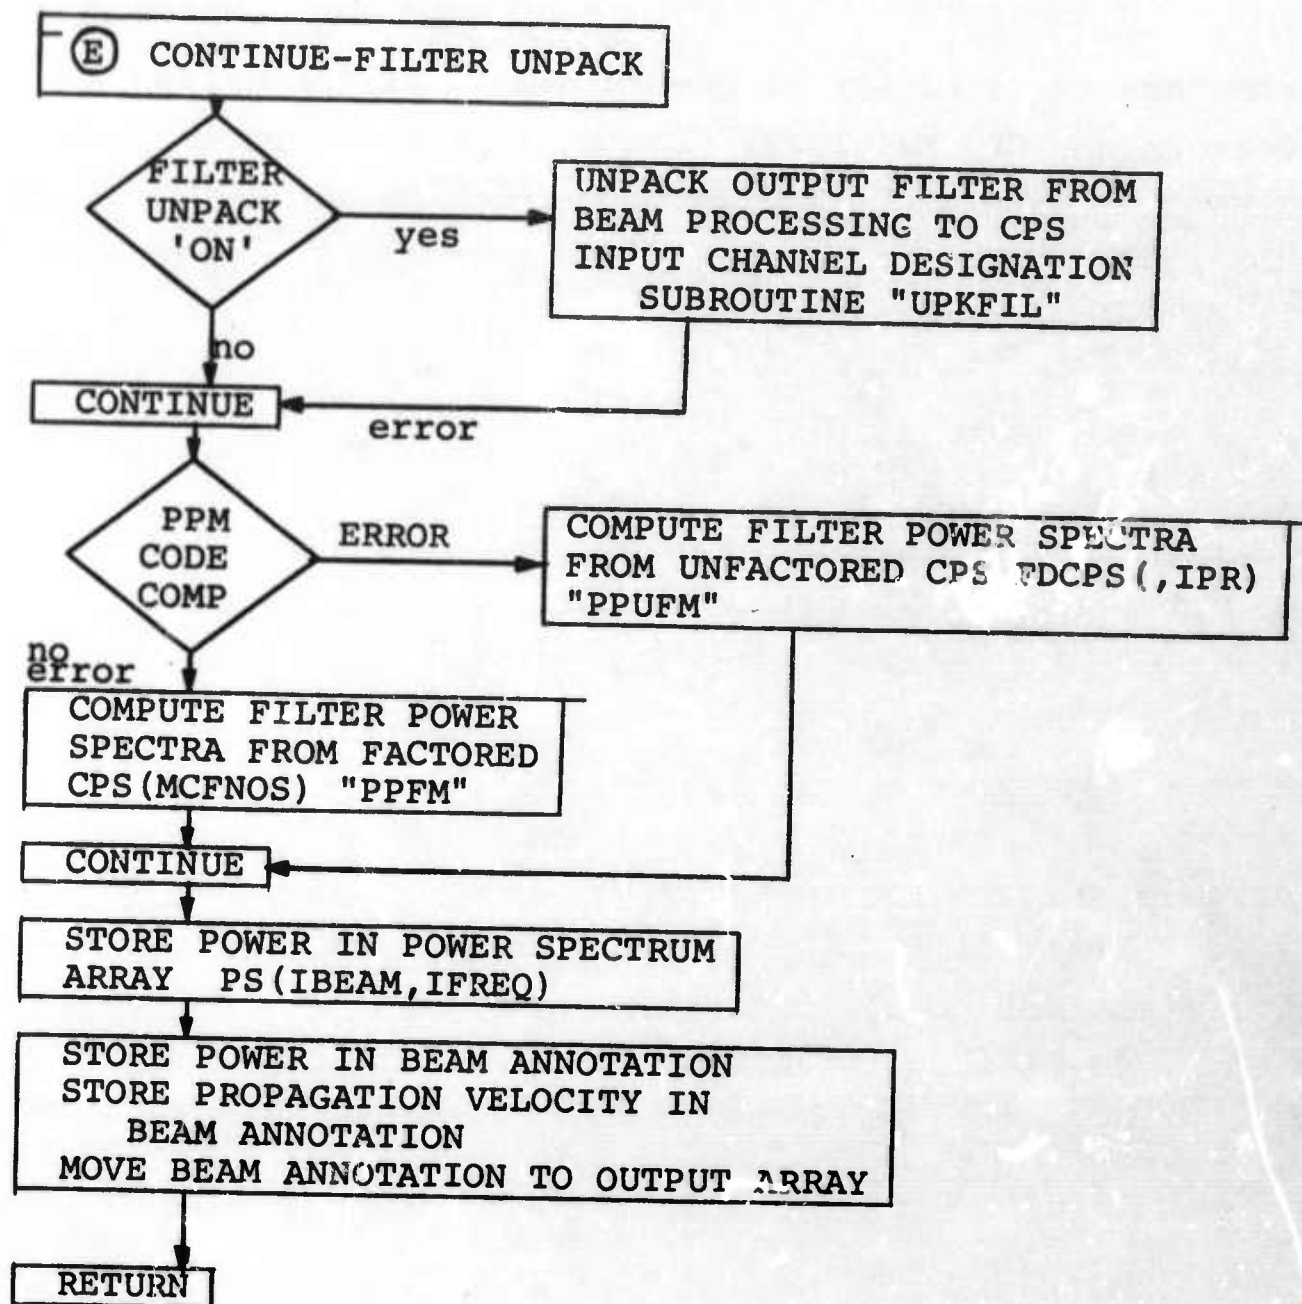 E CONTINUE-FILTER UNPACK
FILTER
UNPACK
'ON'
yes
UNPACK OUTPUT FILTER FROM
BEAM PROCESSING TO CPS
INPUT CHANNEL DESIGNATION
SUBROUTINE "UPKFIL"
no
CONTINUE
error
PPM
CODE
COMP
ERROR
COMPUTE FILTER POWER SPECTRA
FROM UNFACTORED CPS FDCPS(,IPR)
"PPUFM"
no
error
COMPUTE FILTER POWER
SPECTRA FROM FACTORED
CPS(MCFNOS) "PPFM"
CONTINUE
STORE POWER IN POWER SPECTRUM
ARRAY PS(IBEAM,IFREQ)
STORE POWER IN BEAM ANNOTATION
STORE PROPAGATION VELOCITY IN
BEAM ANNOTATION
MOVE BEAM ANNOTATION TO OUTPUT ARRAY
RETURN